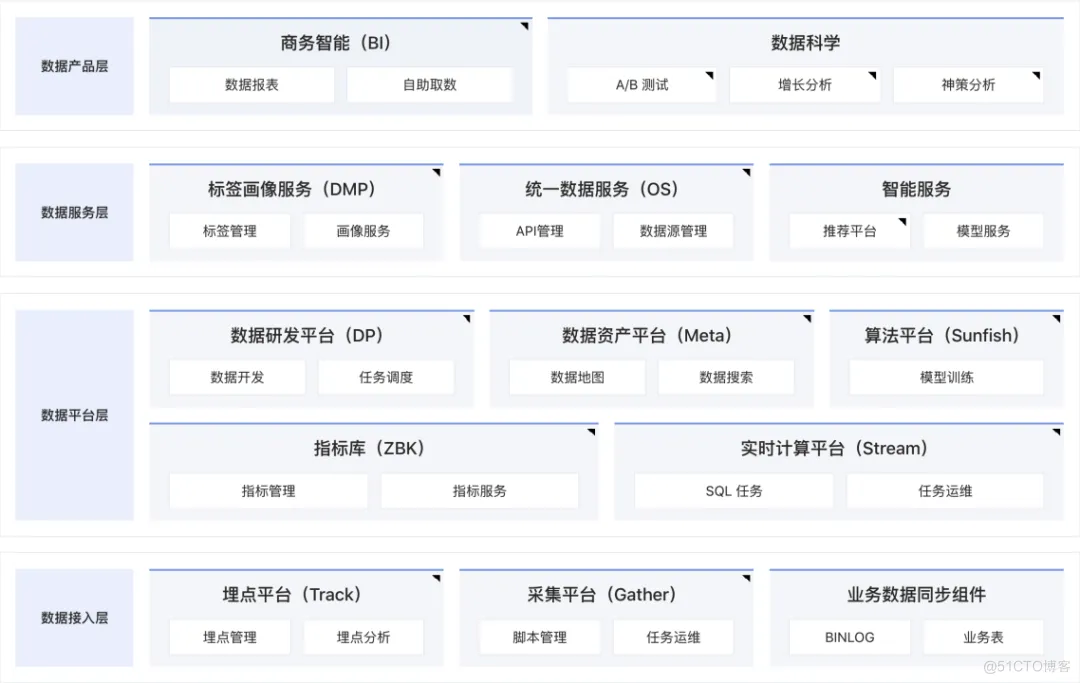 数据产品层
商务智能（BI）
数据报表
自助取数
数据科学
A/B 测试
增长分析
神策分析
数据服务层
标签画像服务（DMP）
标签管理
画像服务
统一数据服务（OS）
API管理
数据源管理
智能服务
推荐平台
模型服务
数据平台层
数据研发平台（DP）
数据开发
任务调度
数据资产平台（Meta）
数据地图
数据搜索
算法平台（Sunfish）
模型训练
指标库（ZBK）
指标管理
指标服务
实时计算平台（Stream）
SQL 任务
任务运维
数据接入层
埋点平台（Track）
埋点管理
埋点分析
采集平台（Gather）
脚本管理
任务运维
业务数据同步组件
BINLOG
业务表
@51CTO博客